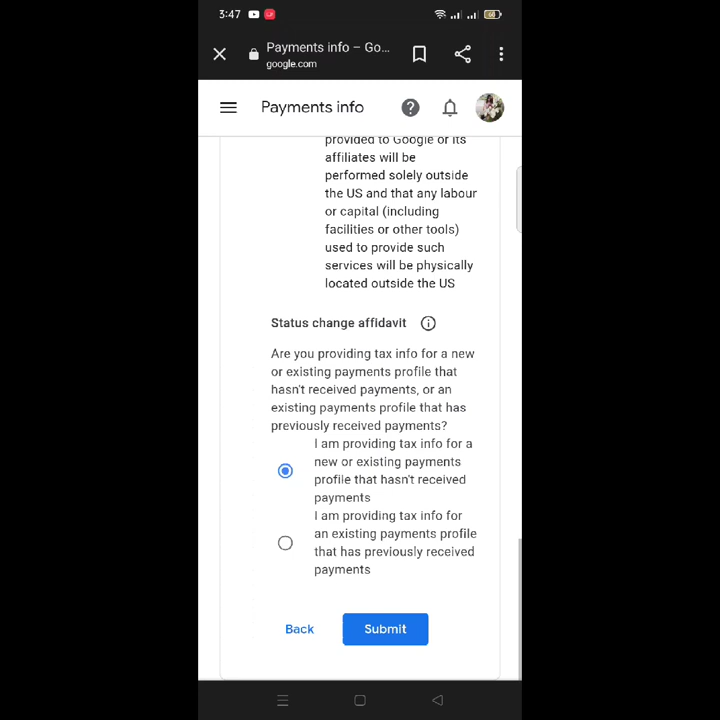 3:47
Payments info – Go...
google.com
Payments info
provided to Google or its
affiliates will be
performed solely outside
the US and that any labour
or capital (including
facilities or other tools)
used to provide such
services will be physically
located outside the US
Status change affidavit
Are you providing tax info for a new
or existing payments profile that
hasn't received payments, or an
existing payments profile that has
previously received payments?
I am providing tax info for a
new or existing payments
profile that hasn't received
payments
I am providing tax info for
an existing payments profile
that has previously received
payments
Back
Submit